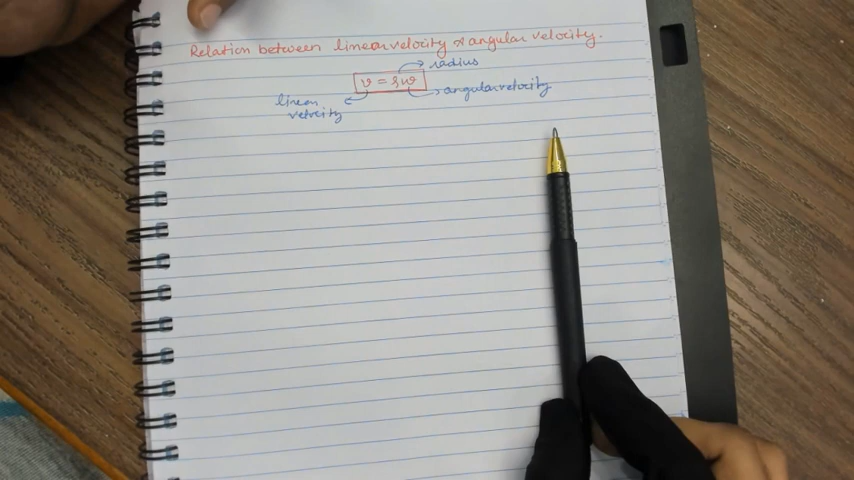 Relation between linear velocity & angular velocity.
radius
v = rω
angular velocity
linear
velocity